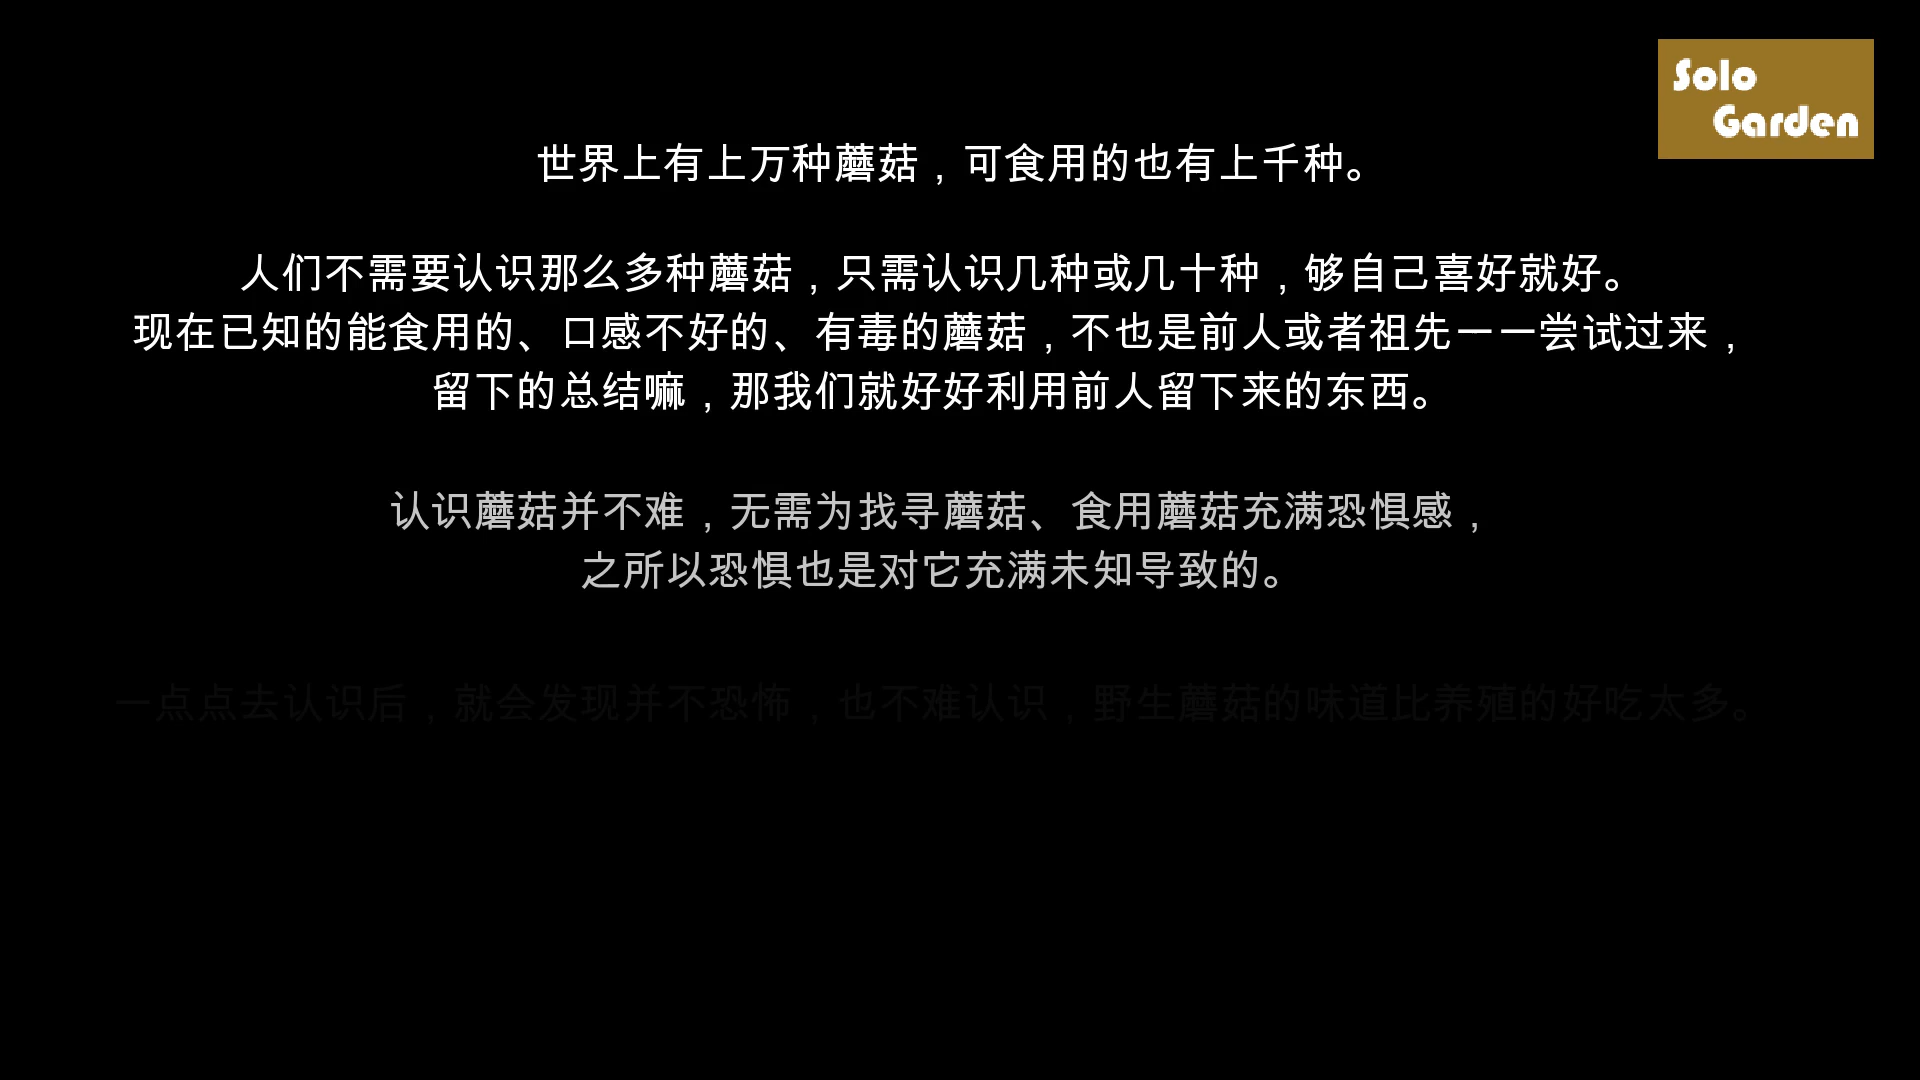 Solo
Garden
世界上有上万种蘑菇，可食用的也有上千种。
人们不需要认识那么多种蘑菇，只需认识几种或几十种，够自己喜好就好。
现在已知的能食用的、口感不好的、有毒的蘑菇，不也是前人或者祖先一一尝试过来，
留下的总结嘛，那我们就好好利用前人留下来的东西。
认识蘑菇并不难，无需为找寻蘑菇、食用蘑菇充满恐惧感，
之所以恐惧也是对它充满未知导致的。
一点点去认识后，就会发现并不恐怖，也不难认识，野生蘑菇的味道比养殖的好吃太多。